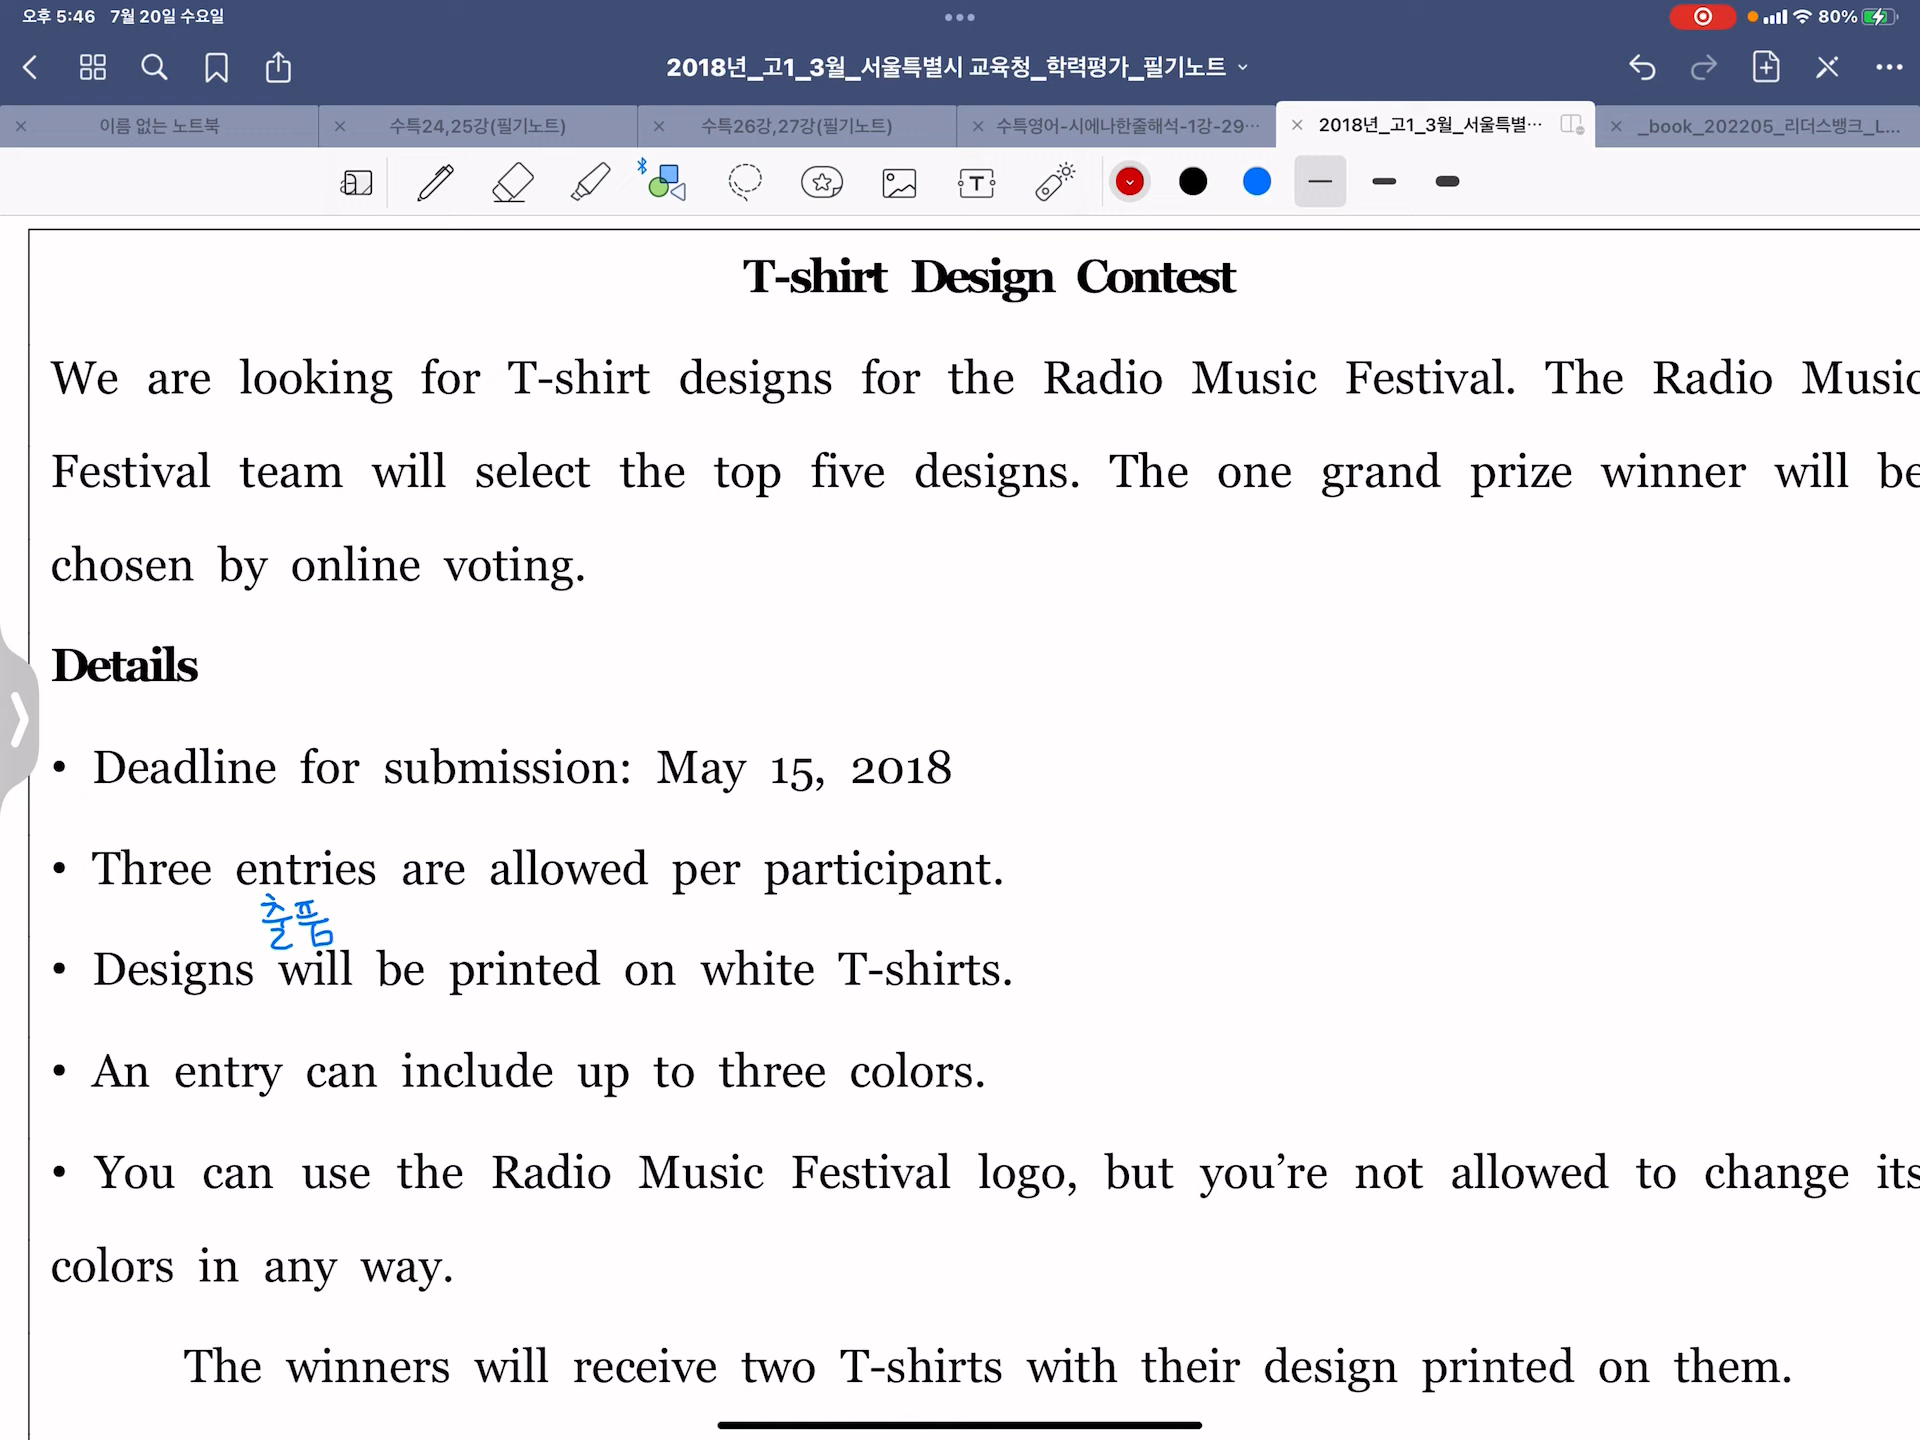 오후 5:46 7월 20일 수요일
80%
2018년_고1_3월_서울특별시 교육청_학력평가_필기노트
이름 없는 노트북
수특24,25강(필기노트)
수특26강,27강(필기노트)
수특영어-시에나한줄해석-1강-29…
2018년_고1_3월_서울특별…
_book_202205_리더스뱅크_L...
T-shirt Design Contest
We are looking for T-shirt designs for the Radio Music Festival. The Radio Music
Festival team will select the top five designs. The one grand prize winner will be
chosen by online voting.
Details
• Deadline for submission: May 15, 2018
• Three entries are allowed per participant.
출품
• Designs will be printed on white T-shirts.
• An entry can include up to three colors.
• You can use the Radio Music Festival logo, but you’re not allowed to change its
colors in any way.
The winners will receive two T-shirts with their design printed on them.